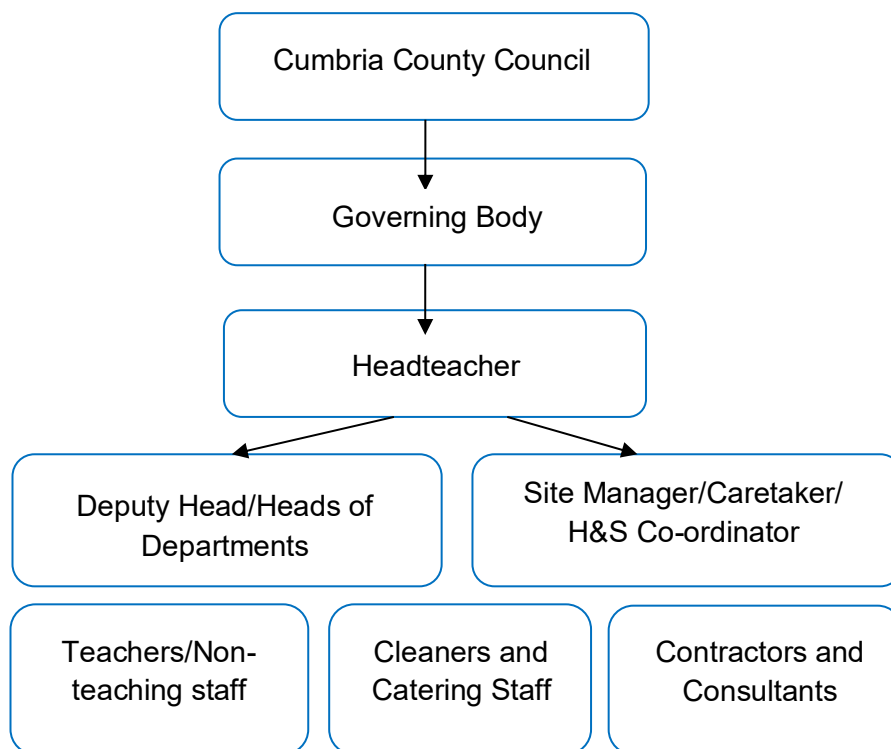 Cumbria County Council
Governing Body
Headteacher
Deputy Head/Heads of
Departments
Site Manager/Caretaker/
H&S Co-ordinator
Teachers/Non-
teaching staff
Cleaners and
Catering Staff
Contractors and
Consultants